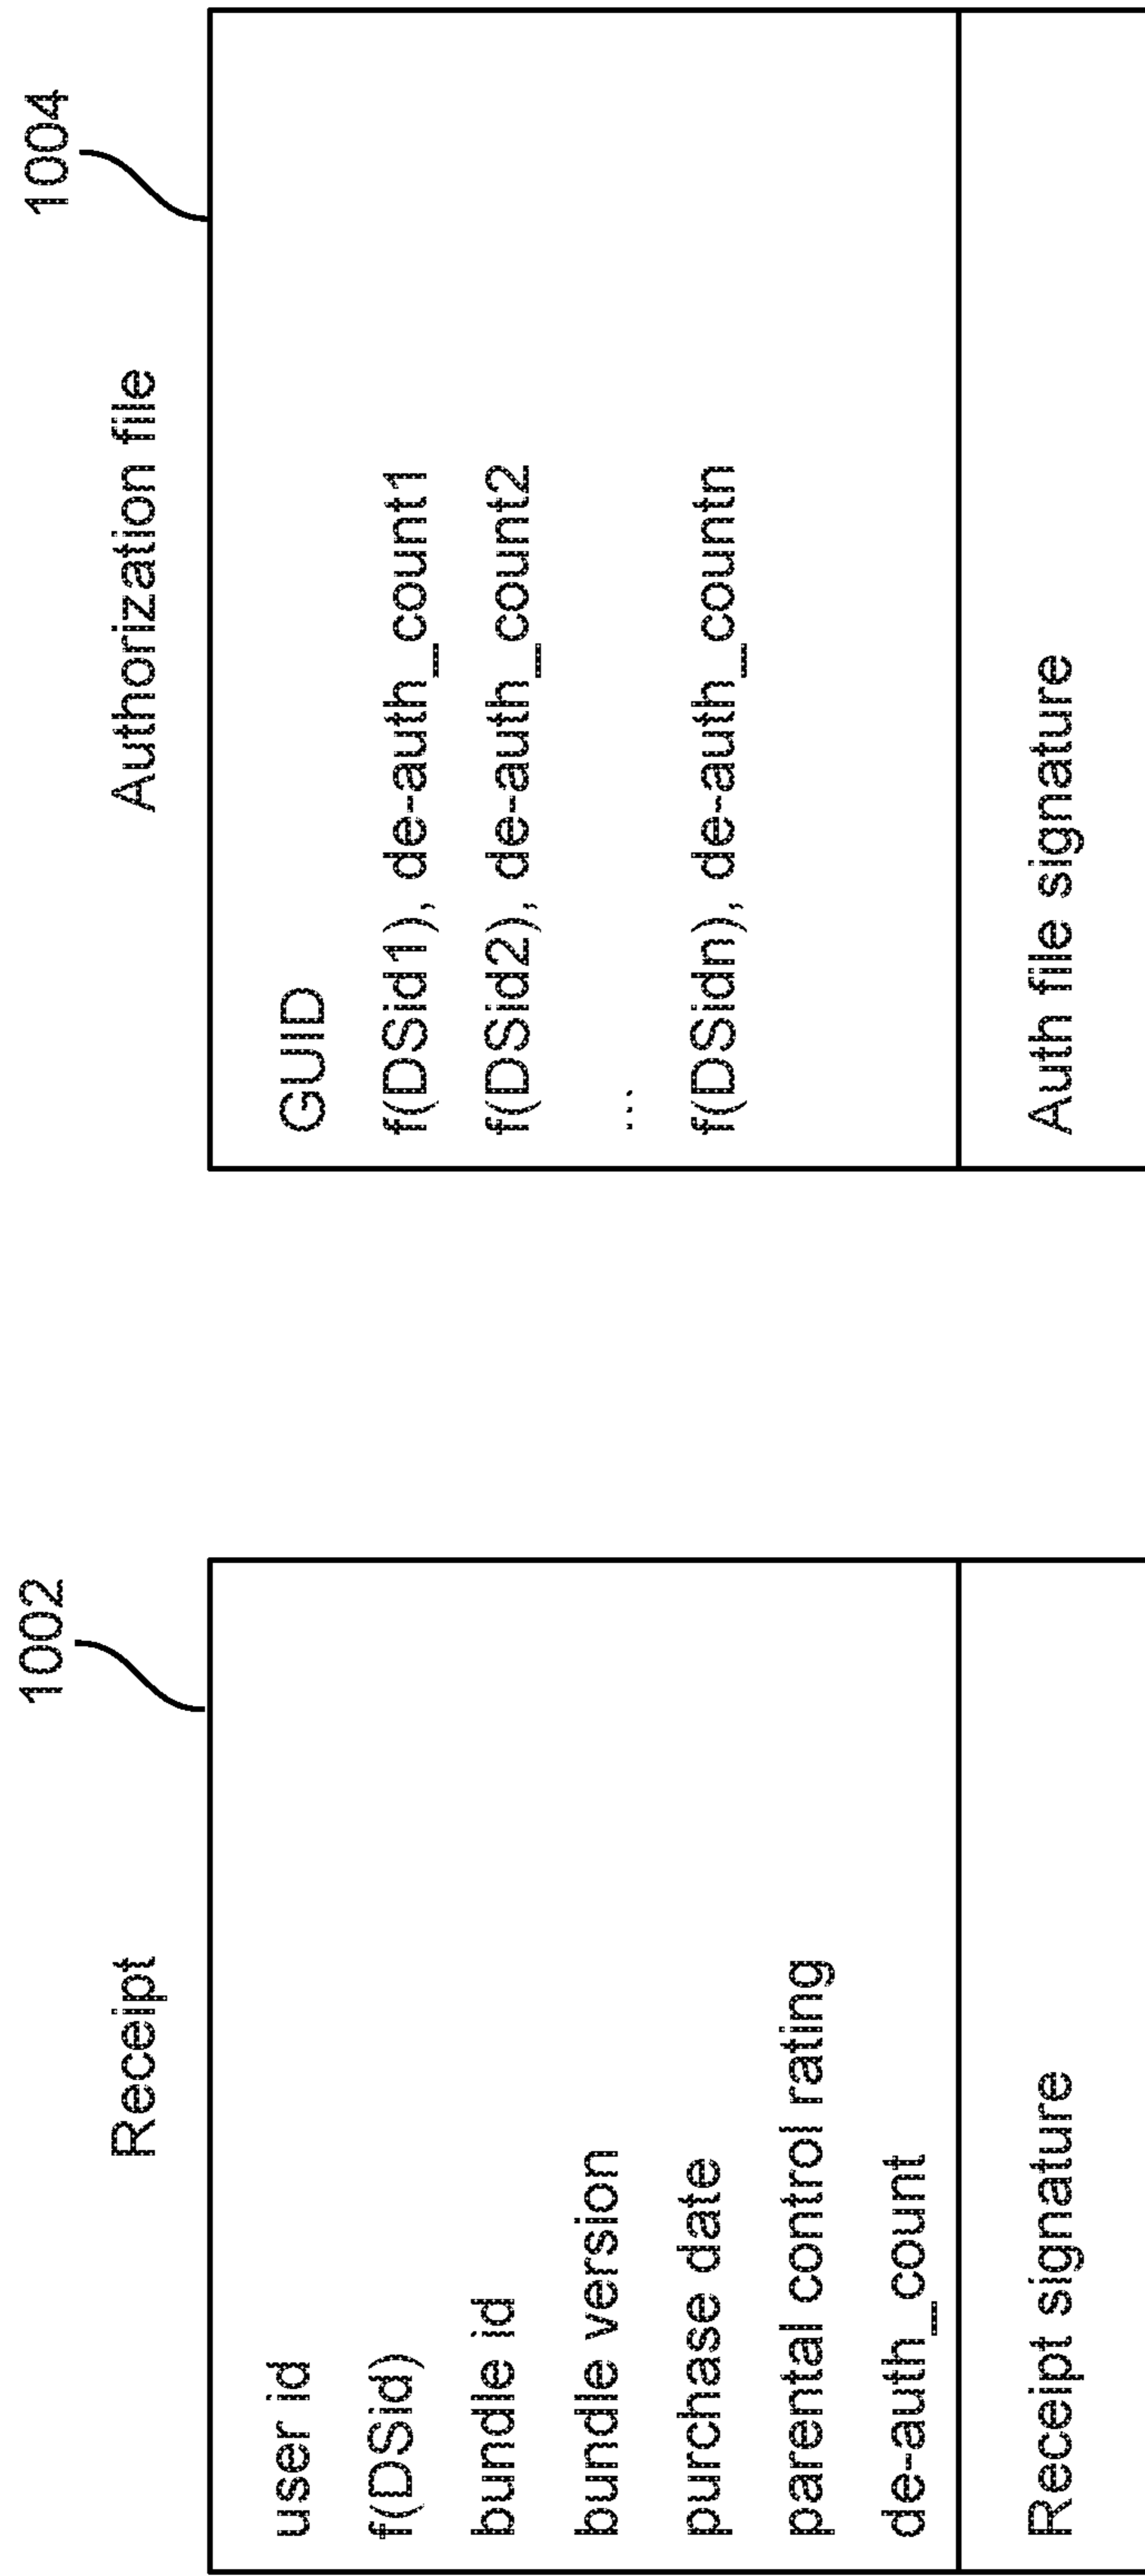 Receipt
1002
user id
f(DSid)
bundle id
bundle version
purchase date
parental control rating
de-auth_count
Receipt signature
Authorization file
1004
GUID
f(DSid1), de-auth_count1
f(DSid2), de-auth_count2
...
f(DSidn), de-auth_countn
Auth file signature